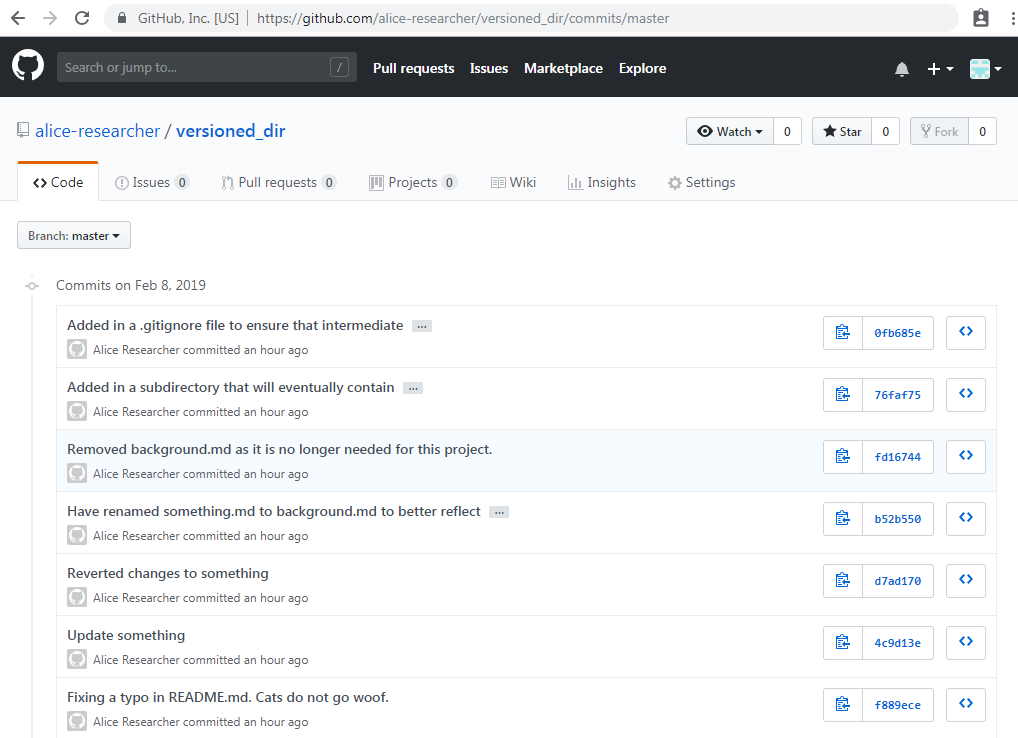 GitHub, Inc. [US] https://github.com/alice-researcher/versioned_dir/commits/master
Search or jump to... / Pull requests Issues Marketplace Explore
alice-researcher / versioned_dir Watch 0 Star 0 Fork 0
Code Issues 0 Pull requests 0 Projects 0 Wiki Insights Settings
Branch: master
Commits on Feb 8, 2019
Added in a .gitignore file to ensure that intermediate …
Alice Researcher committed an hour ago
0fb685e
Added in a subdirectory that will eventually contain …
Alice Researcher committed an hour ago
76faf75
Removed background.md as it is no longer needed for this project.
Alice Researcher committed an hour ago
fd16744
Have renamed something.md to background.md to better reflect …
Alice Researcher committed an hour ago
b52b550
Reverted changes to something
Alice Researcher committed an hour ago
d7ad170
Update something
Alice Researcher committed an hour ago
4c9d13e
Fixing a typo in README.md. Cats do not go woof.
Alice Researcher committed an hour ago
f889ece